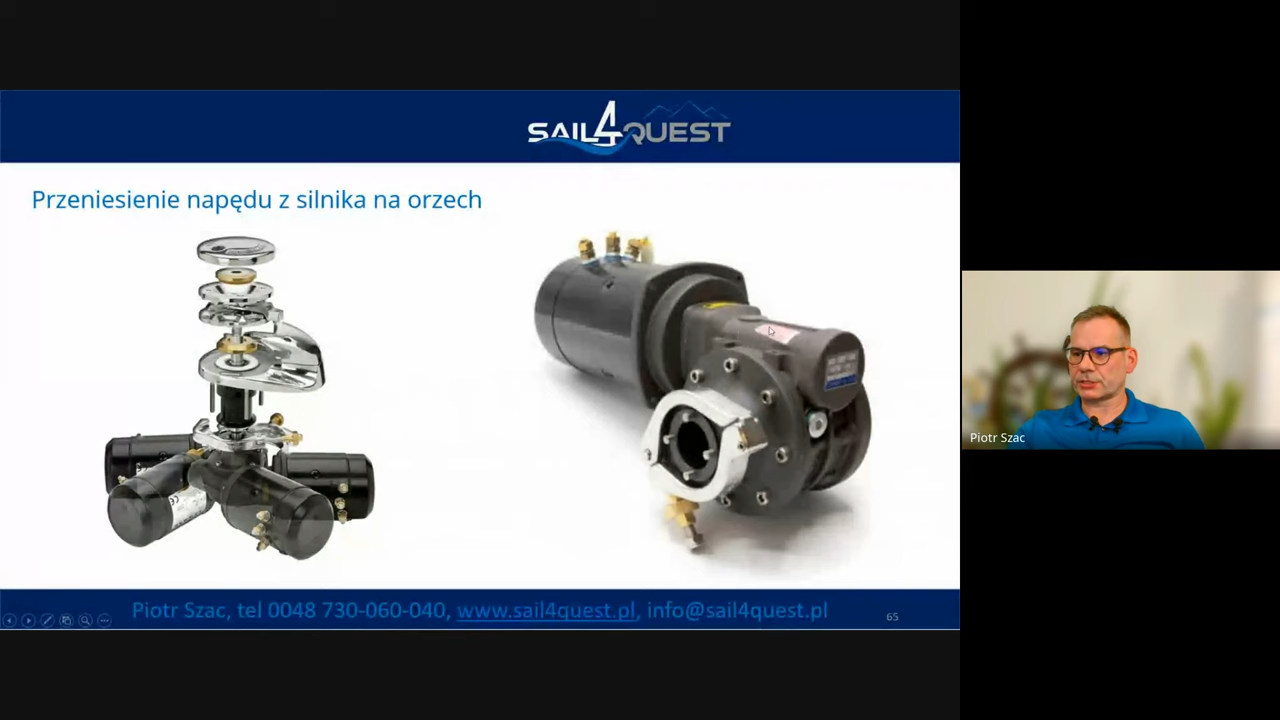 SAIL4QUEST
Przeniesienie napędu z silnika na orzech
Piotr Szac
Piotr Szac, tel 0048 730-060-040, www.sail4quest.pl, info@sail4quest.pl
65